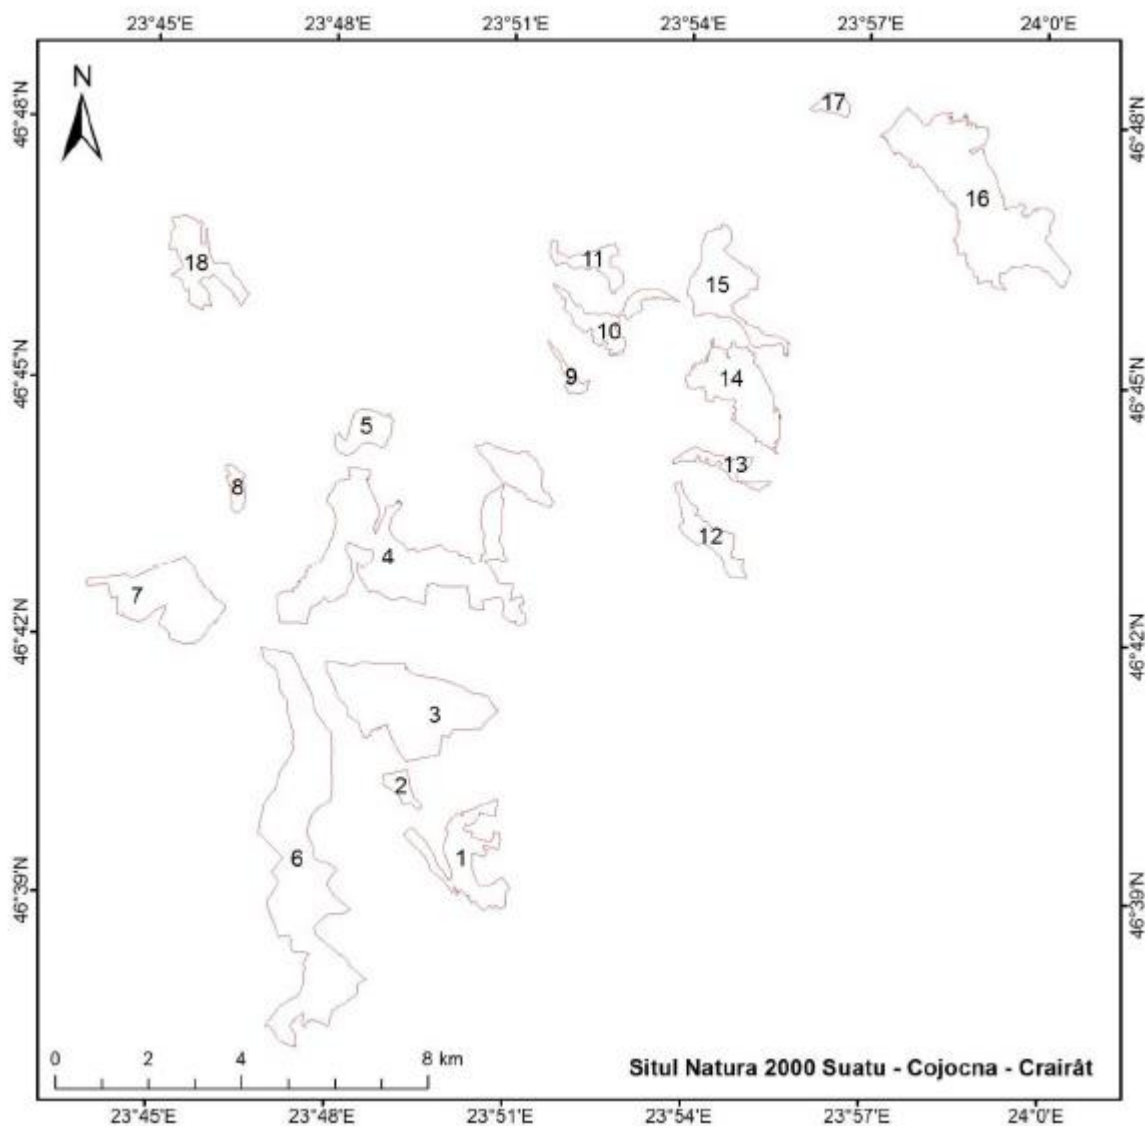 23°45'E 23°48'E 23°51'E 23°54'E 23°57'E 24°0'E
N
46°48'N 46°48'N
17
16
18
11
15
10
46°45'N 46°45'N
9
14
5
13
8
12
4
7
46°42'N 46°42'N
3
2
6
1
46°39'N 46°39'N
0 2 4 8 km
Situl Natura 2000 Suatu - Cojocna - Crairât
23°45'E 23°48'E 23°51'E 23°54'E 23°57'E 24°0'E